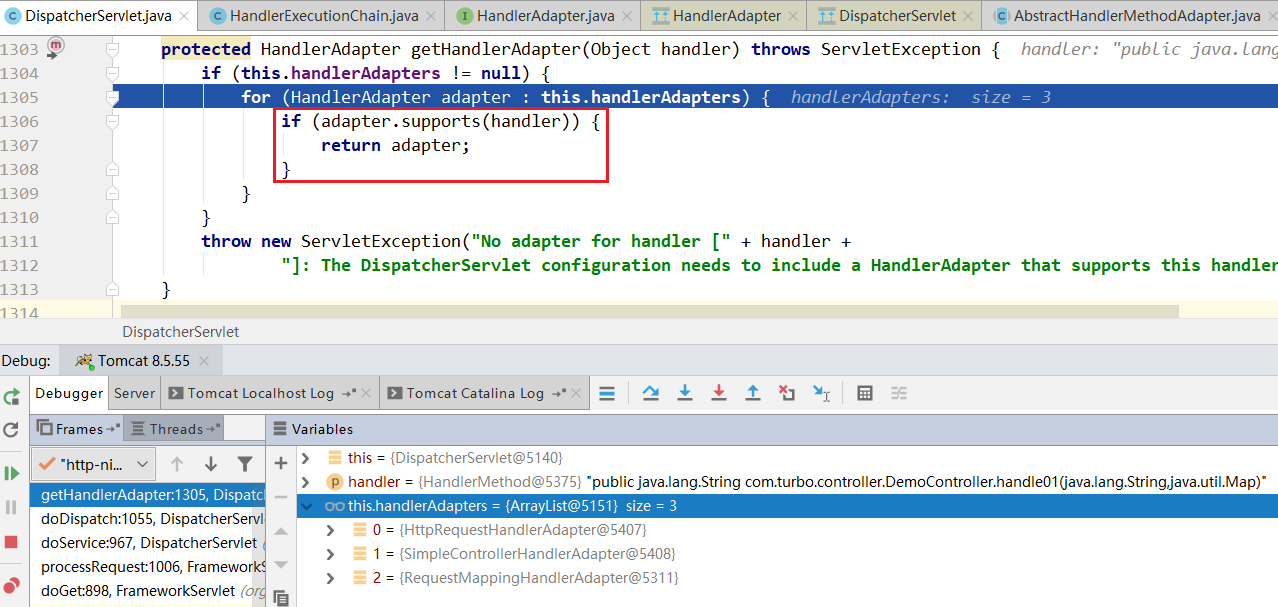 DispatcherServlet.java HandlerExecutionChain.java HandlerAdapter.java HandlerAdapter DispatcherServlet AbstractHandlerMethodAdapter.java
1303 protected HandlerAdapter getHandlerAdapter(Object handler) throws ServletException { handler: "public java.lang
1304 if (this.handlerAdapters != null) {
1305 for (HandlerAdapter adapter : this.handlerAdapters) { handlerAdapters: size = 3
1306 if (adapter.supports(handler)) {
1307 return adapter;
1308 }
1309 }
1310 }
1311 throw new ServletException("No adapter for handler [" + handler +
1312 "]: The DispatcherServlet configuration needs to include a HandlerAdapter that supports this handler
1313 }
1314
DispatcherServlet
Debug: Tomcat 8.5.55
Debugger Server Tomcat Localhost Log Tomcat Catalina Log
Frames Threads Variables
"http-ni...
getHandlerAdapter:1305, Dispatc
doDispatch:1055, DispatcherServl
doService:967, DispatcherServlet (
processRequest:1006, FrameworkS
doGet:898, FrameworkServlet (org
this = {DispatcherServlet@5140}
handler = {HandlerMethod@5375} "public java.lang.String com.turbo.controller.DemoController.handle01(java.lang.String,java.util.Map)"
this.handlerAdapters = {ArrayList@5151} size = 3
0 = {HttpRequestHandlerAdapter@5407}
1 = {SimpleControllerHandlerAdapter@5408}
2 = {RequestMappingHandlerAdapter@5311}